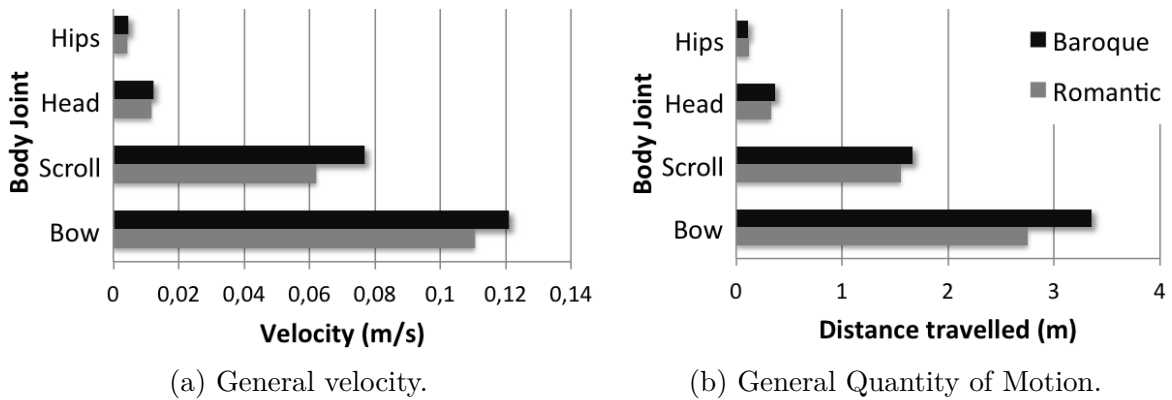 Body Joint
Hips
Head
Scroll
Bow
0 0,02 0,04 0,06 0,08 0,1 0,12 0,14
Velocity (m/s)
(a) General velocity.
Body Joint
Hips
Head
Scroll
Bow
Baroque
Romantic
0 1 2 3 4
Distance travelled (m)
(b) General Quantity of Motion.